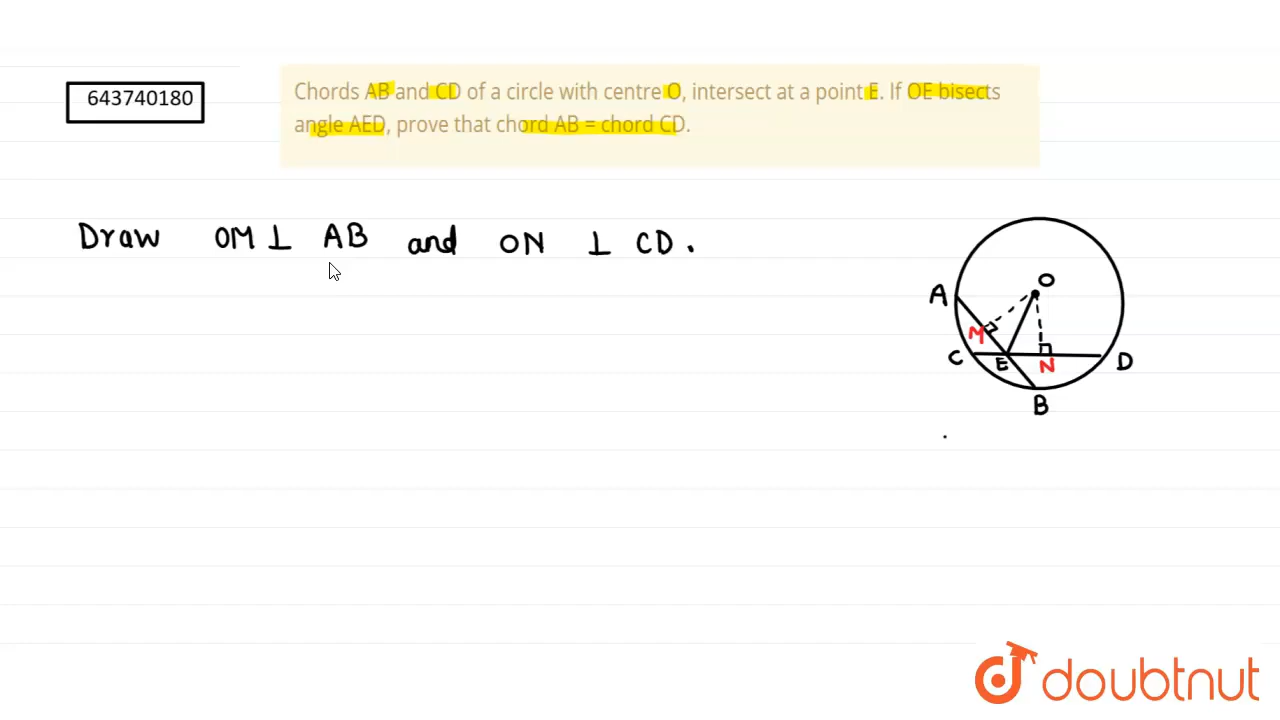 643740180
Chords AB and CD of a circle with centre O, intersect at a point E. If OE bisects
angle AED, prove that chord AB = chord CD.
Draw OM ⊥ AB and ON ⊥ CD.
O
A
M
C
E
N
D
B
doubtnut